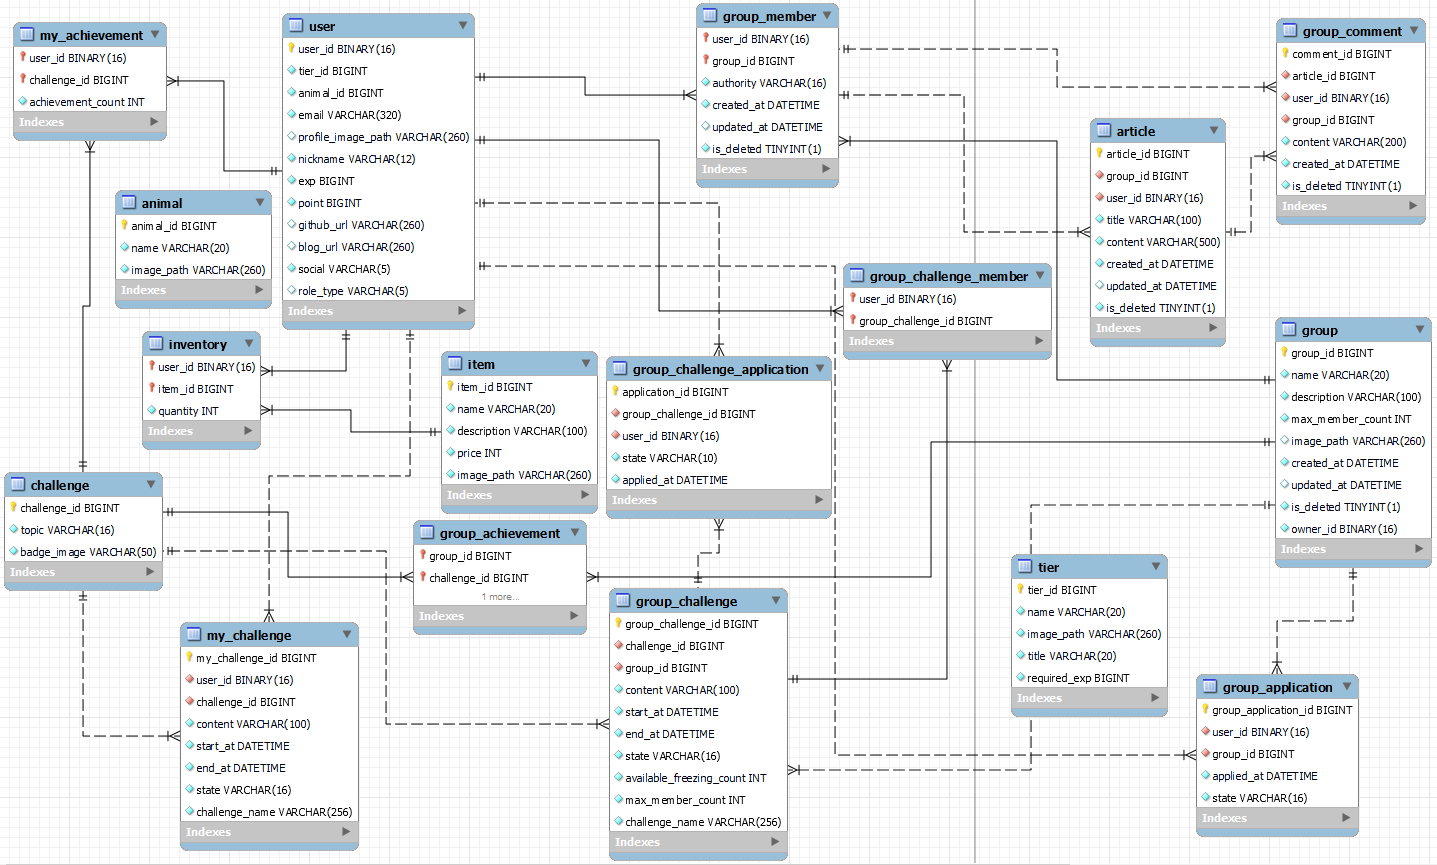 my_achievement
user_id BINARY(16)
challenge_id BIGINT
achievement_count INT
Indexes
user
user_id BINARY(16)
tier_id BIGINT
animal_id BIGINT
email VARCHAR(320)
profile_image_path VARCHAR(260)
nickname VARCHAR(12)
exp BIGINT
point BIGINT
github_url VARCHAR(260)
blog_url VARCHAR(260)
social VARCHAR(5)
role_type VARCHAR(5)
Indexes
group_member
user_id BINARY(16)
group_id BIGINT
authority VARCHAR(16)
created_at DATETIME
updated_at DATETIME
is_deleted TINYINT(1)
Indexes
group_comment
comment_id BIGINT
article_id BIGINT
user_id BINARY(16)
group_id BIGINT
content VARCHAR(200)
created_at DATETIME
is_deleted TINYINT(1)
Indexes
article
article_id BIGINT
group_id BIGINT
user_id BINARY(16)
title VARCHAR(100)
content VARCHAR(500)
created_at DATETIME
updated_at DATETIME
is_deleted TINYINT(1)
Indexes
animal
animal_id BIGINT
name VARCHAR(20)
image_path VARCHAR(260)
Indexes
group_challenge_member
user_id BINARY(16)
group_challenge_id BIGINT
Indexes
inventory
user_id BINARY(16)
item_id BIGINT
quantity INT
Indexes
item
item_id BIGINT
name VARCHAR(20)
description VARCHAR(100)
price INT
image_path VARCHAR(260)
Indexes
group_challenge_application
application_id BIGINT
group_challenge_id BIGINT
user_id BINARY(16)
state VARCHAR(10)
applied_at DATETIME
Indexes
group
group_id BIGINT
name VARCHAR(20)
description VARCHAR(100)
max_member_count INT
image_path VARCHAR(260)
created_at DATETIME
updated_at DATETIME
is_deleted TINYINT(1)
owner_id BINARY(16)
Indexes
challenge
challenge_id BIGINT
topic VARCHAR(16)
badge_image VARCHAR(50)
Indexes
group_achievement
group_id BIGINT
challenge_id BIGINT
1 more...
Indexes
tier
tier_id BIGINT
name VARCHAR(20)
image_path VARCHAR(260)
title VARCHAR(20)
required_exp BIGINT
Indexes
my_challenge
my_challenge_id BIGINT
user_id BINARY(16)
challenge_id BIGINT
content VARCHAR(100)
start_at DATETIME
end_at DATETIME
state VARCHAR(16)
challenge_name VARCHAR(256)
Indexes
group_challenge
group_challenge_id BIGINT
challenge_id BIGINT
group_id BIGINT
content VARCHAR(100)
start_at DATETIME
end_at DATETIME
state VARCHAR(16)
available_freezing_count INT
max_member_count INT
challenge_name VARCHAR(256)
Indexes
group_application
group_application_id BIGINT
user_id BINARY(16)
group_id BIGINT
applied_at DATETIME
state VARCHAR(16)
Indexes